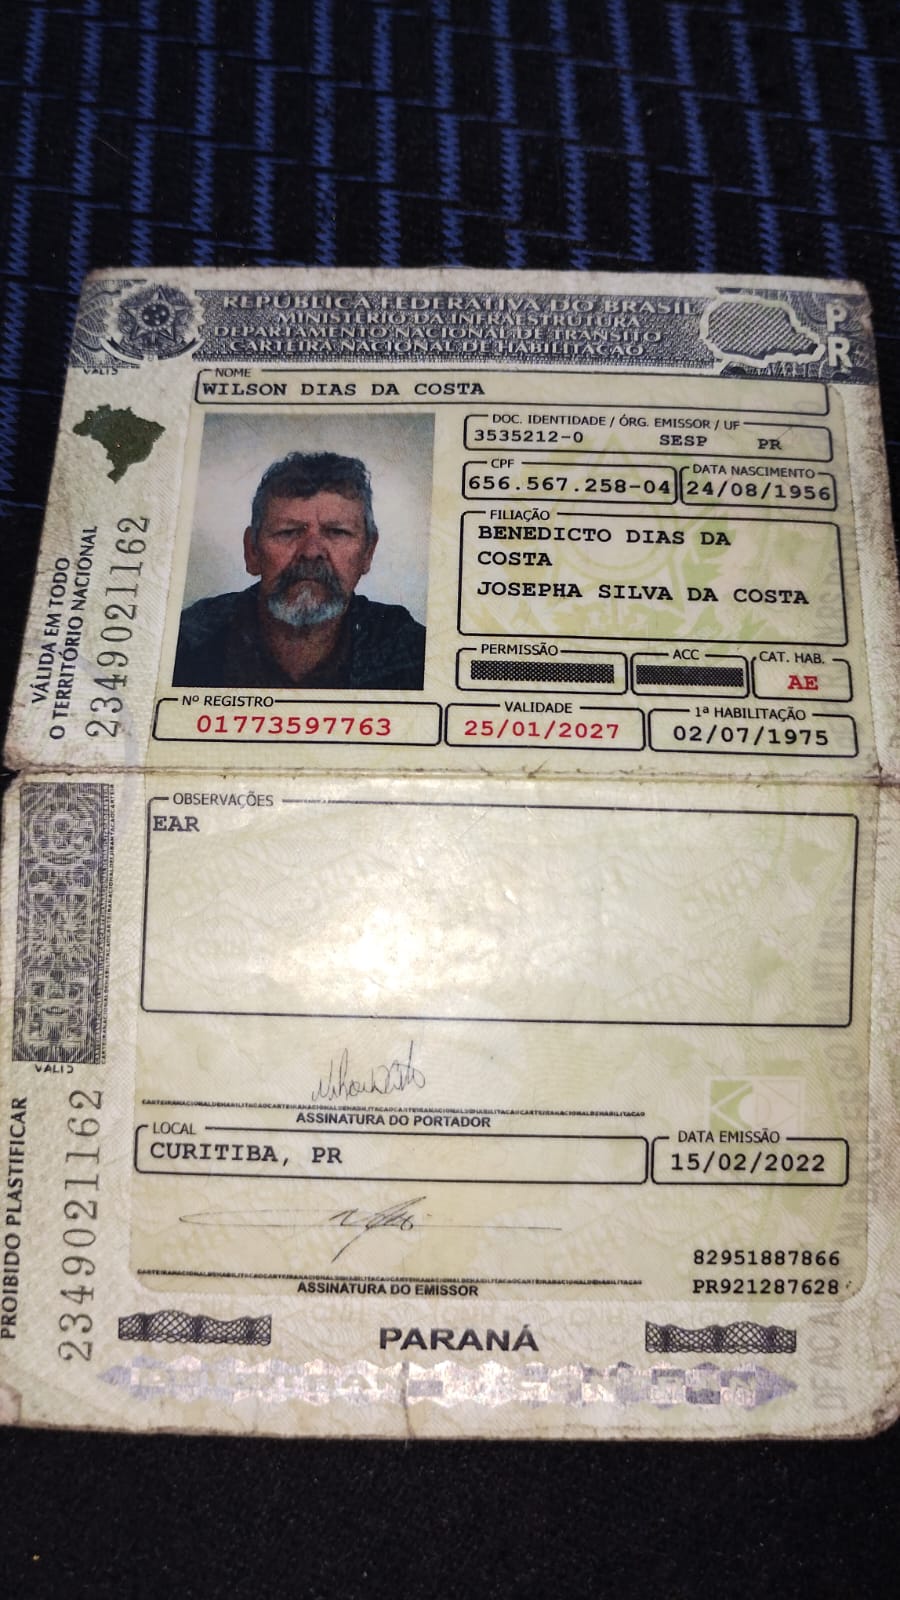 REPÚBLICA FEDERATIVA DO BRASIL
MINISTÉRIO DA INFRAESTRUTURA
DEPARTAMENTO NACIONAL DE TRÂNSITO
CARTEIRA NACIONAL DE HABILITAÇÃO
PR
NOME
WILSON DIAS DA COSTA
DOC. IDENTIDADE / ÓRG. EMISSOR / UF
3535212-0 SESP PR
CPF
656.567.258-04
DATA NASCIMENTO
24/08/1956
FILIAÇÃO
BENEDICTO DIAS DA
COSTA
JOSEPHA SILVA DA COSTA
PERMISSÃO
ACC
CAT. HAB.
AE
Nº REGISTRO
01773597763
VALIDADE
25/01/2027
1ª HABILITAÇÃO
02/07/1975
VÁLIDA EM TODO
O TERRITÓRIO NACIONAL
2349021162
OBSERVAÇÕES
EAR
ASSINATURA DO PORTADOR
LOCAL
CURITIBA, PR
DATA EMISSÃO
15/02/2022
82951887866
PR921287628
ASSINATURA DO EMISSOR
PROIBIDO PLASTIFICAR
2349021162
PARANÁ